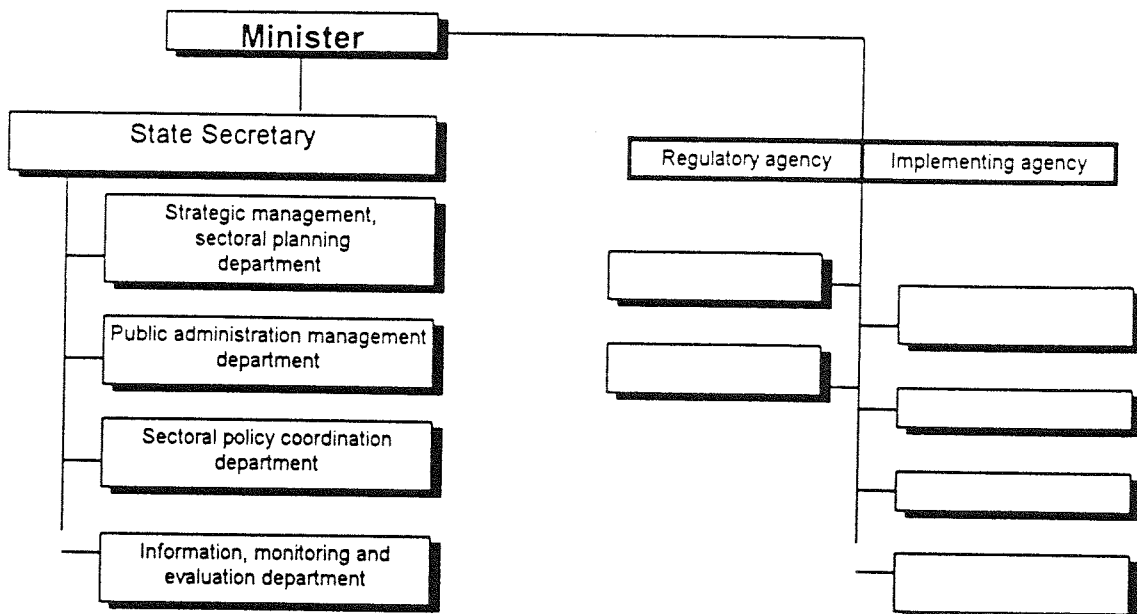 Minister
State Secretary
Strategic management,
sectoral planning
department
Public administration management
department
Sectoral policy coordination
department
Information, monitoring and
evaluation department
Regulatory agency
Implementing agency